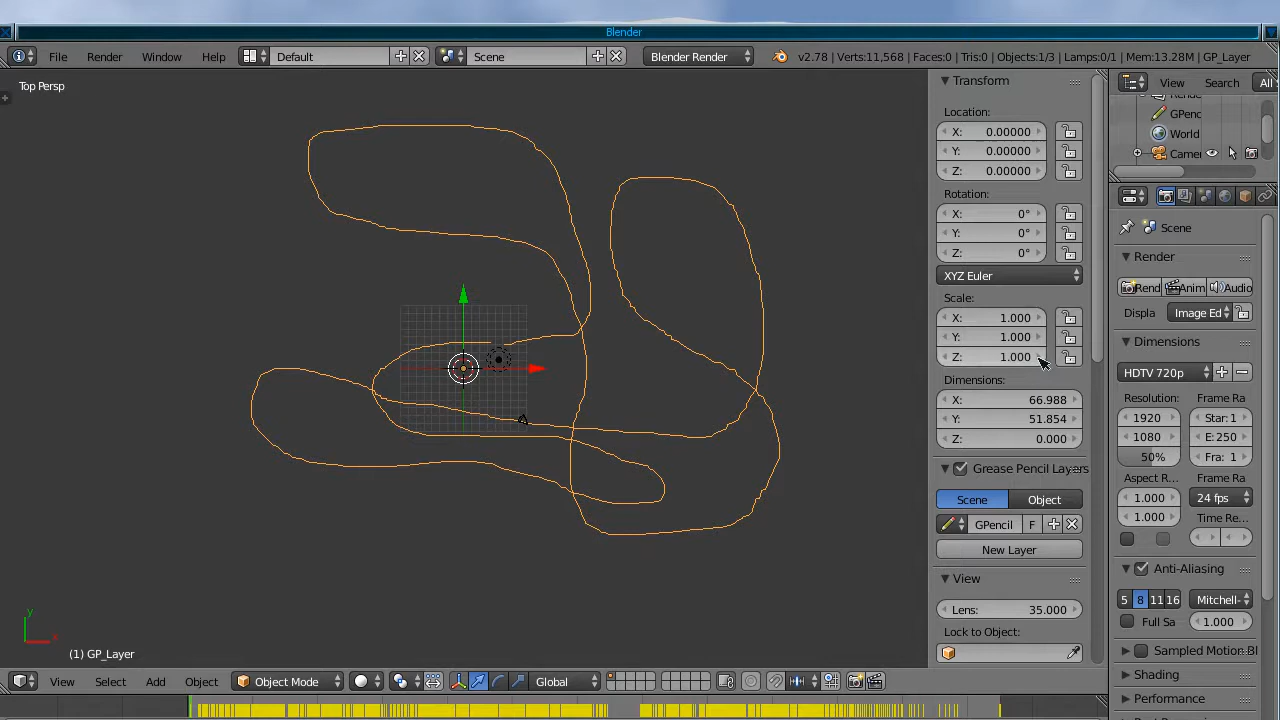 Blender
File Render Window Help Default Scene Blender Render v2.78 | Verts:11,568 | Faces:0 | Tris:0 | Objects:1/3 | Lamps:0/1 | Mem:13.28M | GP_Layer
Top Persp
(1) GP_Layer
y
x
Transform
Location:
X: 0.00000
Y: 0.00000
Z: 0.00000
Rotation:
X: 0°
Y: 0°
Z: 0°
XYZ Euler
Scale:
X: 1.000
Y: 1.000
Z: 1.000
Dimensions:
X: 66.988
Y: 51.854
Z: 0.000
Grease Pencil Layers
Scene Object
GPencil F
New Layer
View
Lens: 35.000
Lock to Object:
View Search All
GPenc
World
Camer
Scene
Render
Rend Anim Audio
Displa Image Ed
Dimensions
HDTV 720p
Resolution: Frame Ra
1920 Star: 1
1080 E: 250
50% Fra: 1
Aspect R... Frame Ra
1.000 24 fps
1.000 Time Re...
Anti-Aliasing
5 8 11 16 Mitchell-
Full Sa 1.000
Sampled Motion Bl
Shading
Performance
View Select Add Object Object Mode Global